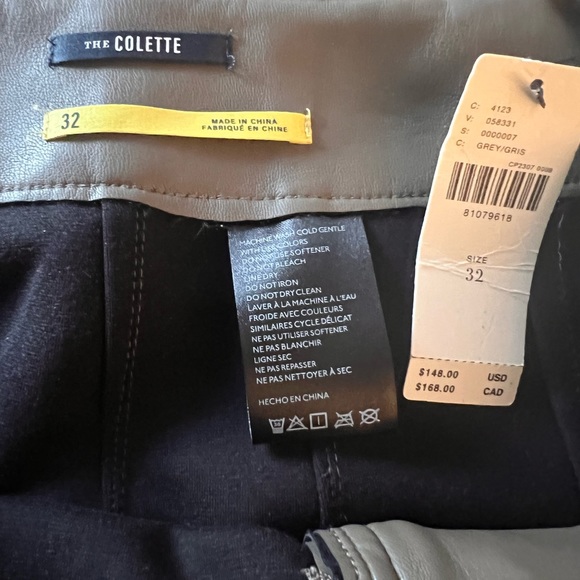 THE COLETTE
32
MADE IN CHINA
FABRIQUÉ EN CHINE
MACHINE WASH COLD GENTLE
WITH LIKE COLORS
DO NOT USE SOFTENER
DO NOT BLEACH
LINE DRY
DO NOT IRON
DO NOT DRY CLEAN
LAVER À LA MACHINE À L'EAU
FROIDE AVEC COULEURS
SIMILAIRES CYCLE DÉLICAT
NE PAS UTILISER SOFTENER
NE PAS BLANCHIR
LIGNE SEC
NE PAS REPASSER
NE PAS NETTOYER À SEC
HECHO EN CHINA
C: 4123
V: 058331
S: 0000007
C: GREY/GRIS
CP2307 0008
81079618
SIZE
32
$148.00 USD
$168.00 CAD